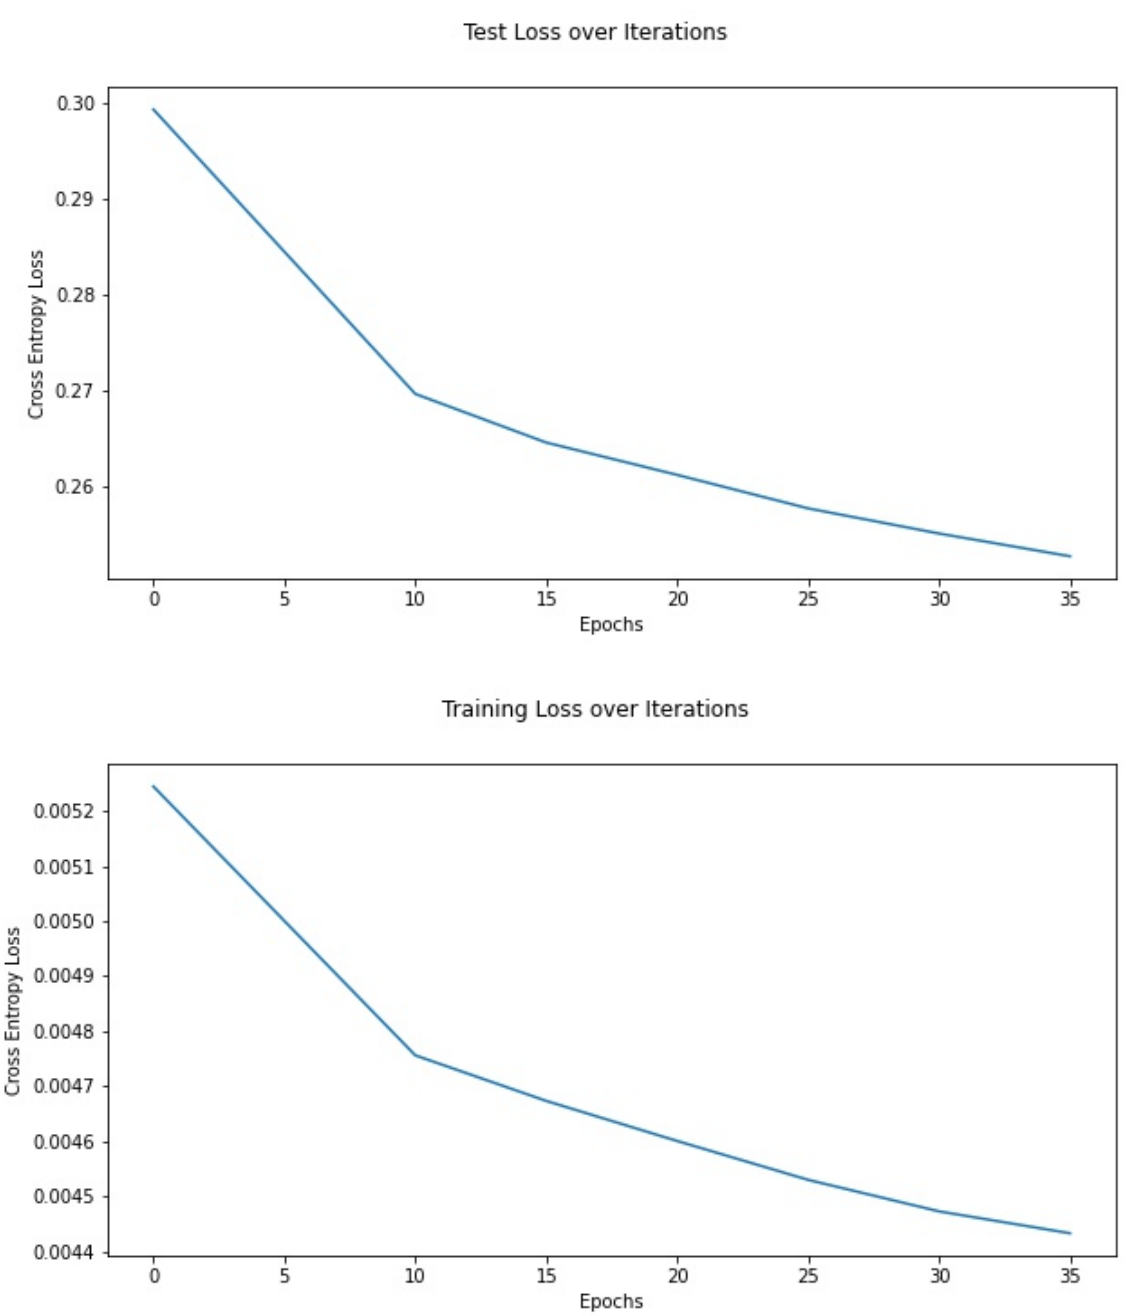 Test Loss over Iterations
0.30
0.29
0.28
0.27
0.26
Cross Entropy Loss
0 5 10 15 20 25 30 35
Epochs
Training Loss over Iterations
0.0052
0.0051
0.0050
0.0049
0.0048
0.0047
0.0046
0.0045
0.0044
Cross Entropy Loss
0 5 10 15 20 25 30 35
Epochs